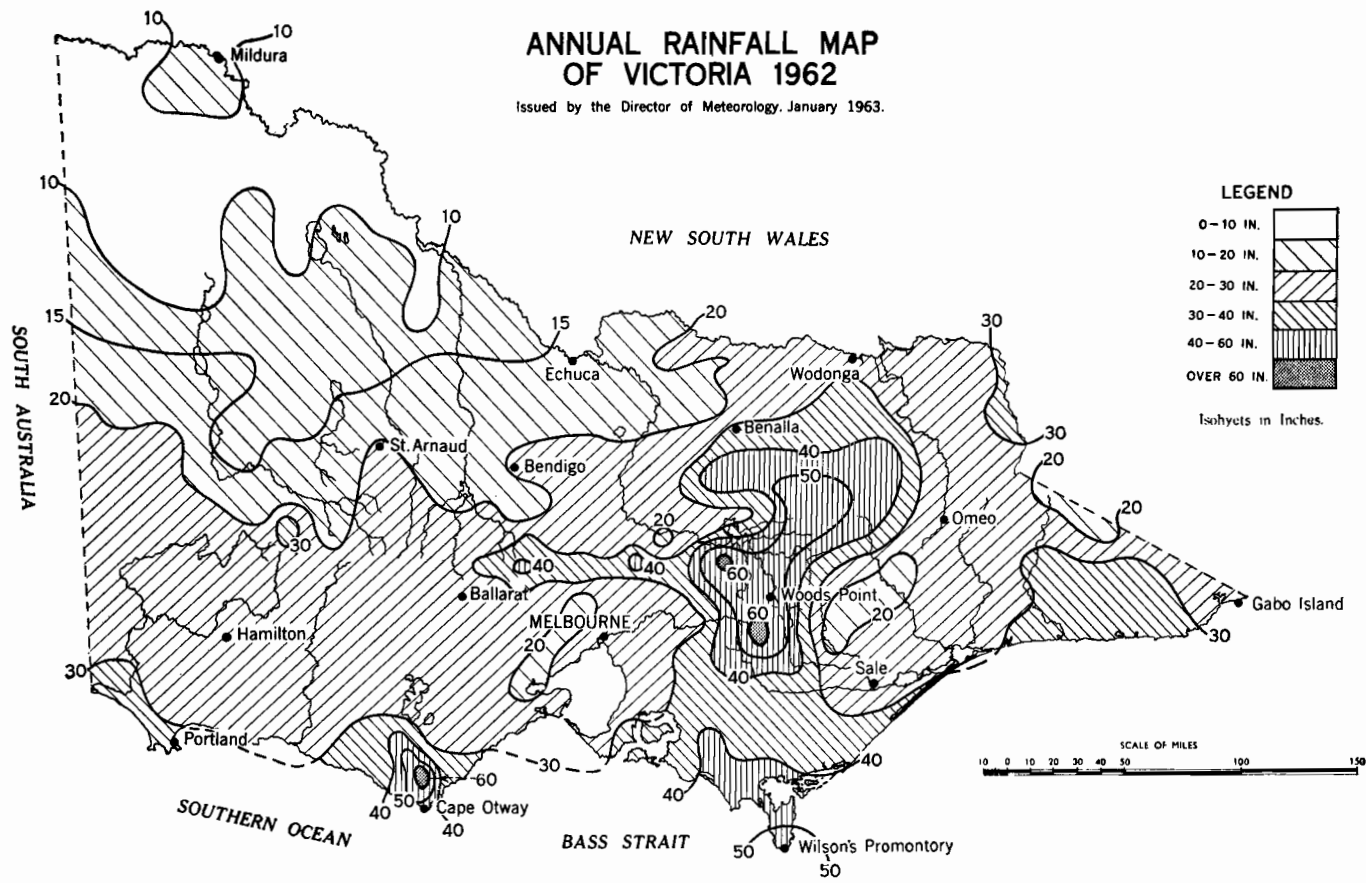 ANNUAL RAINFALL MAP
OF VICTORIA 1962
Issued by the Director of Meteorology. January 1963.
10
10
Mildura
10
10
NEW SOUTH WALES
LEGEND
0-10 IN.
10-20 IN.
20-30 IN.
30-40 IN.
40-60 IN.
OVER 60 IN.
Isohyets in Inches.
SOUTH AUSTRALIA
15
15
20
30
Echuca
Wodonga
20
St. Arnaud
Bendigo
Benalla
40
50
30
20
20
Omeo
30
20
40
40
60
Ballarat
Woods Point
MELBOURNE
60
20
Gabo Island
Hamilton
20
30
30
Sale
40
Portland
30
40
SCALE OF MILES
10 0 10 20 30 40 50 100 150
60
50
40
Cape Otway
40
40
SOUTHERN OCEAN
BASS STRAIT
50
Wilson's Promontory
50